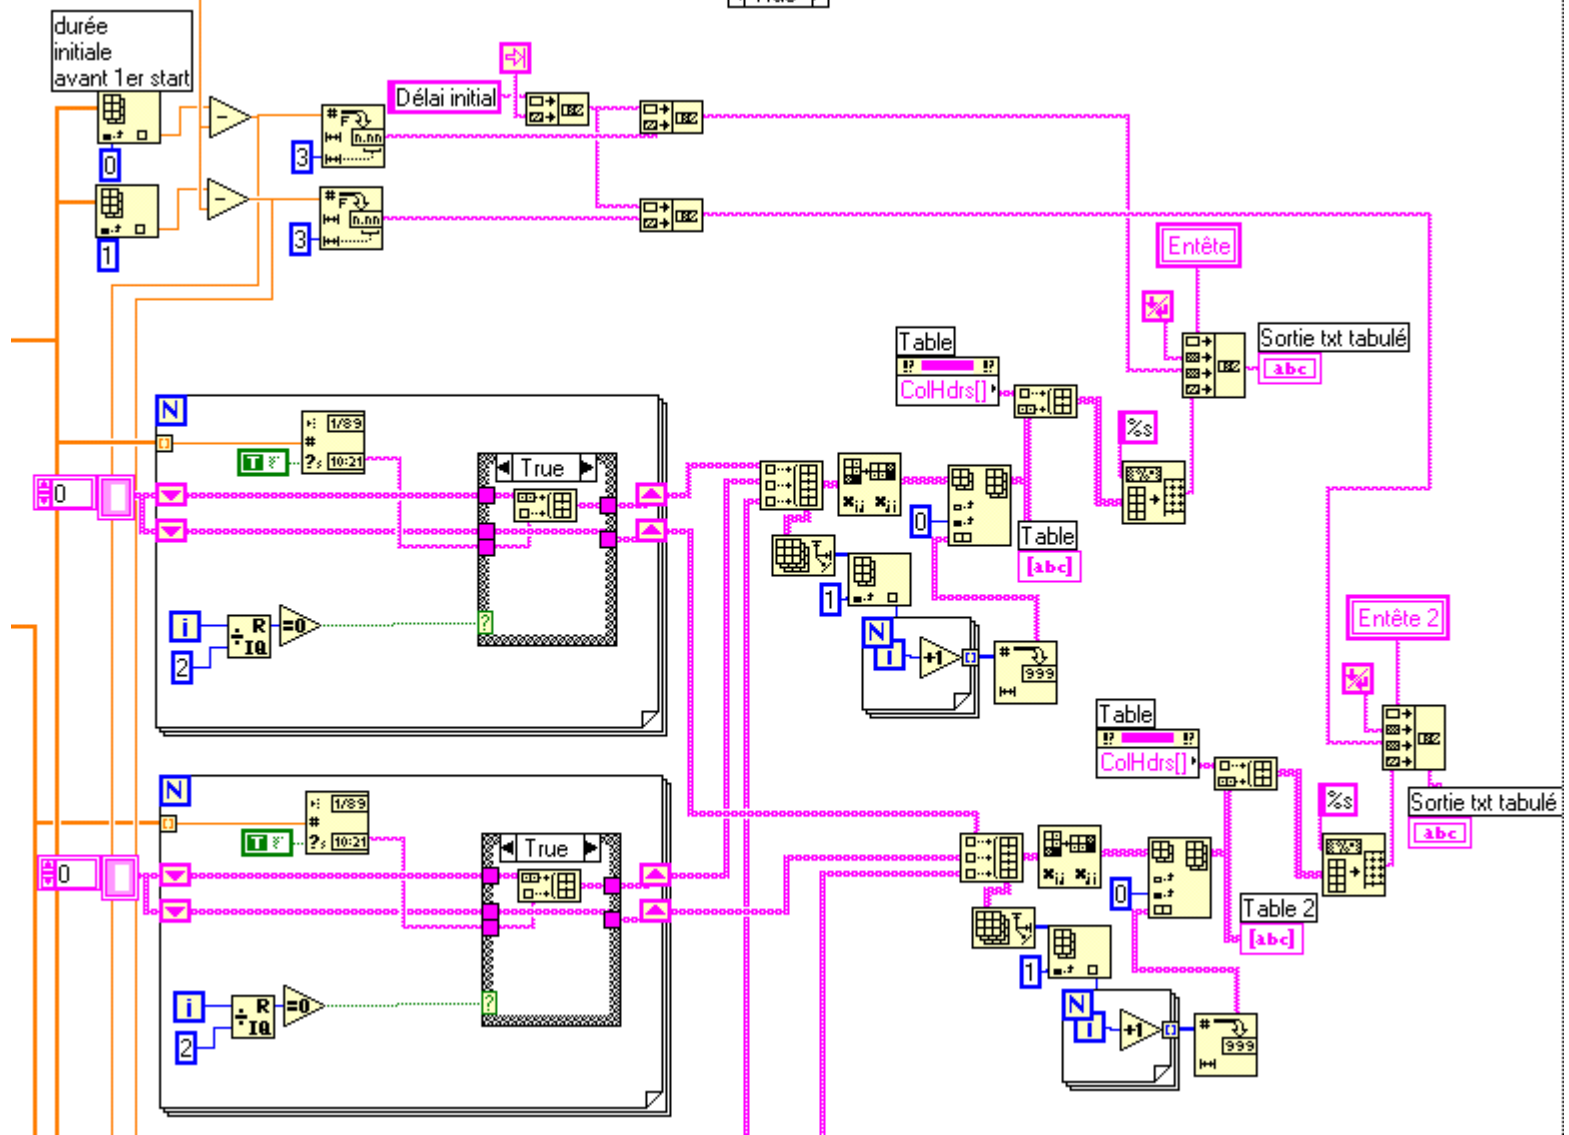 durée
initiale
avant 1er start
Délai initial
0
1
3
n.nn
3
n.nn
Entête
Table
ColHdrs[]
Sortie txt tabulé
abc
%s
N
1/89
#
?s 10:21
T
0
True
0
Table
[abc]
1
N
i
+1
#
999
i
2
R
IQ
=0
?
Entête 2
Table
ColHdrs[]
%s
Sortie txt tabulé
abc
N
1/89
#
?s 10:21
T
0
True
0
Table 2
[abc]
1
N
i
+1
#
999
i
2
R
IQ
=0
?